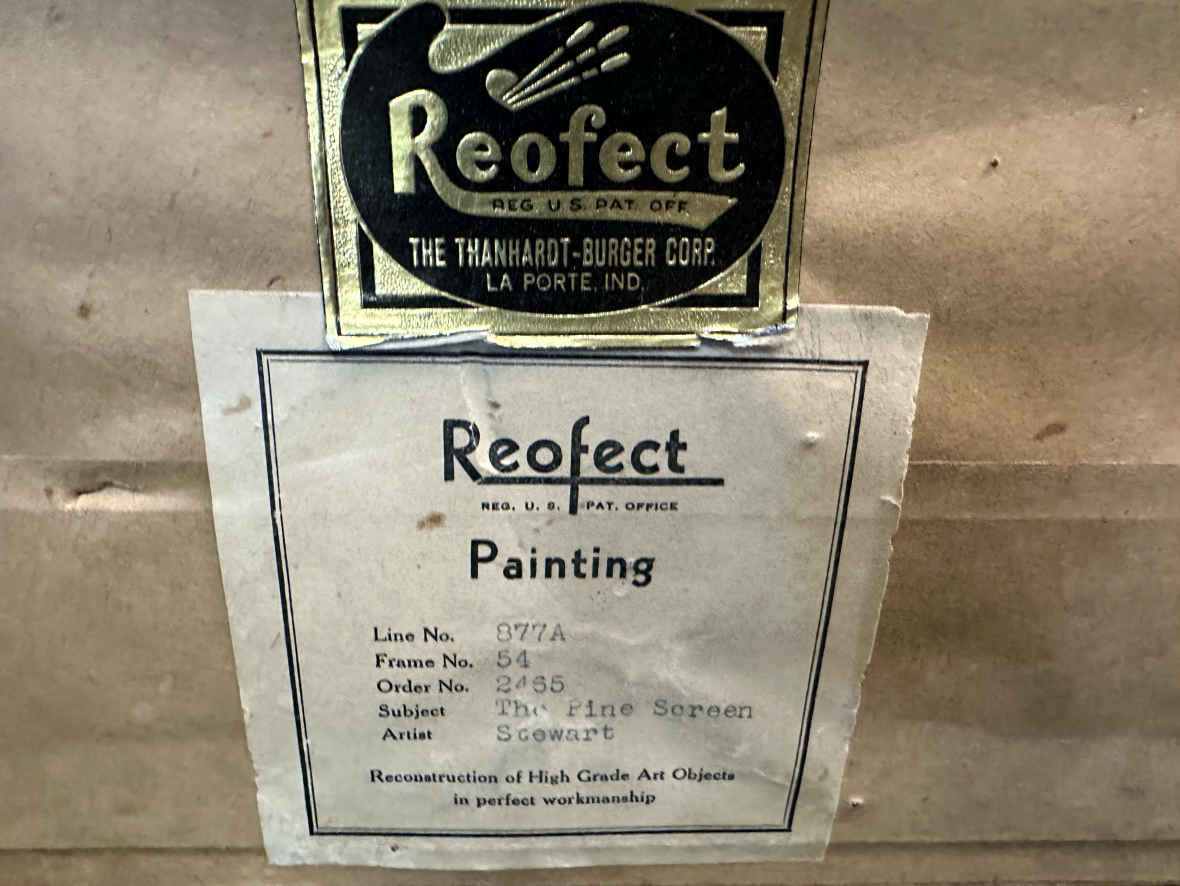 Reofect
REG. U.S. PAT. OFF.
THE THANHARDT-BURGER CORP.
LA PORTE, IND.
Reofect
REG. U. S. PAT. OFFICE
Painting
Line No. 877A
Frame No. 54
Order No. 2465
Subject The Pine Screen
Artist Stewart
Reconstruction of High Grade Art Objects
in perfect workmanship